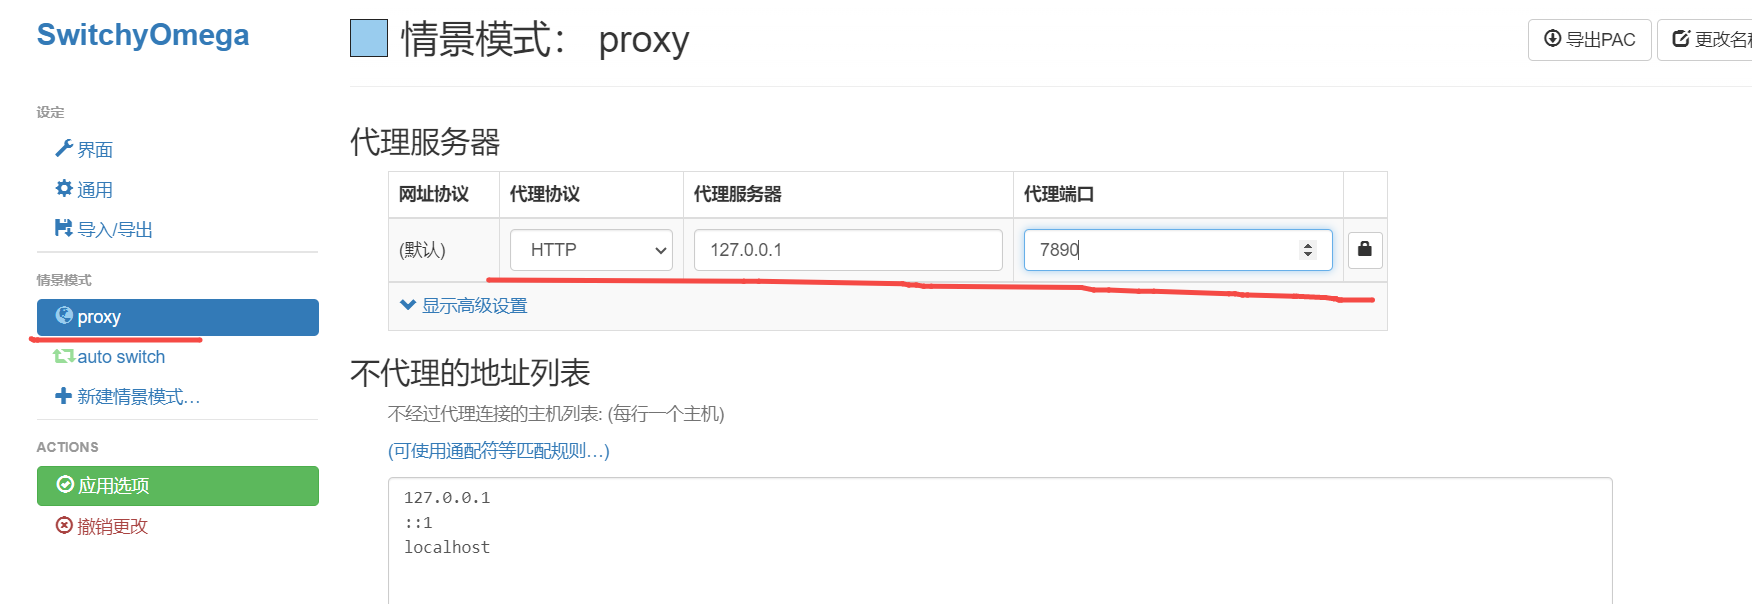 SwitchyOmega
设定
界面
通用
导入/导出
情景模式
proxy
auto switch
新建情景模式...
ACTIONS
应用选项
撤销更改
情景模式： proxy
导出PAC
更改名
代理服务器
网址协议 代理协议 代理服务器 代理端口
(默认) HTTP 127.0.0.1 7890
显示高级设置
不代理的地址列表
不经过代理连接的主机列表: (每行一个主机)
(可使用通配符等匹配规则...)
127.0.0.1
::1
localhost